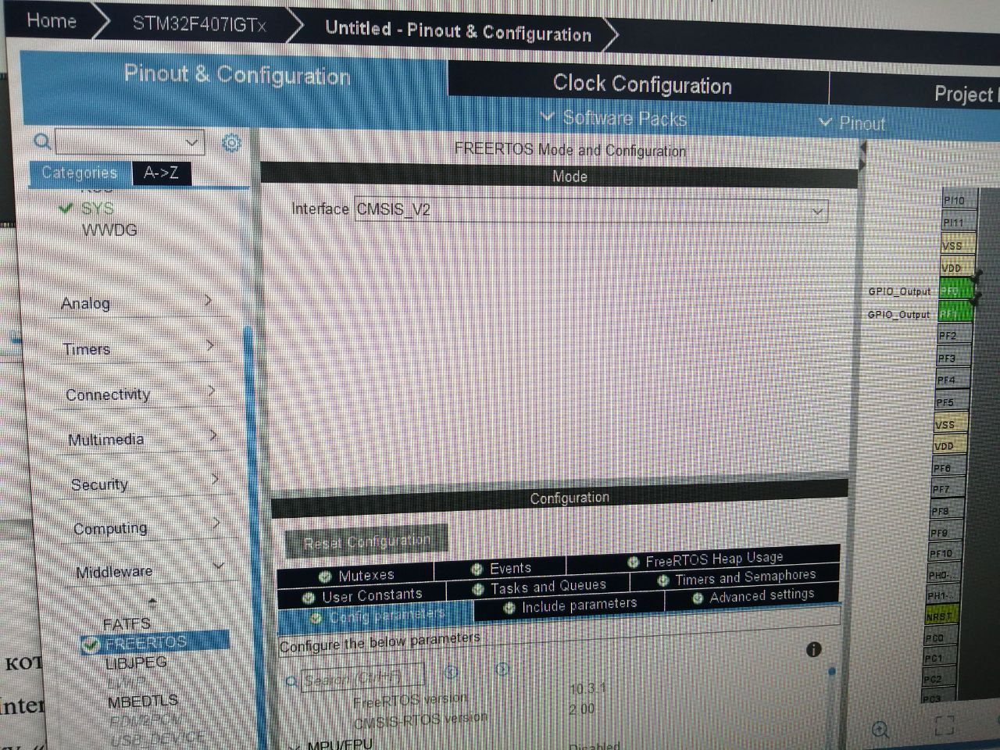 Home
STM32F407IGTx
Untitled - Pinout & Configuration
Pinout & Configuration
Clock Configuration
Project
Software Packs
Pinout
Categories
A->Z
SYS
WWDG
Analog
Timers
Connectivity
Multimedia
Security
Computing
Middleware
FATFS
FREERTOS
LIBJPEG
MBEDTLS
USB_DEVICE
FREERTOS Mode and Configuration
Mode
Interface CMSIS_V2
Configuration
Reset Configuration
Mutexes
Events
FreeRTOS Heap Usage
User Constants
Tasks and Queues
Timers and Semaphores
Config parameters
Include parameters
Advanced settings
Configure the below parameters
Search (Ctrl+F)
FreeRTOS version 10.3.1
CMSIS-RTOS version 2.00
MPU/FPU Disabled
PI10
PI11
VSS
VDD
GPIO_Output PF0
GPIO_Output PF1
PF2
PF3
PF4
PF5
VSS
VDD
PF6
PF7
PF8
PF9
PF10
PH0-...
PH1-...
NRST
PC0
PC1
PC2
PC3
кот